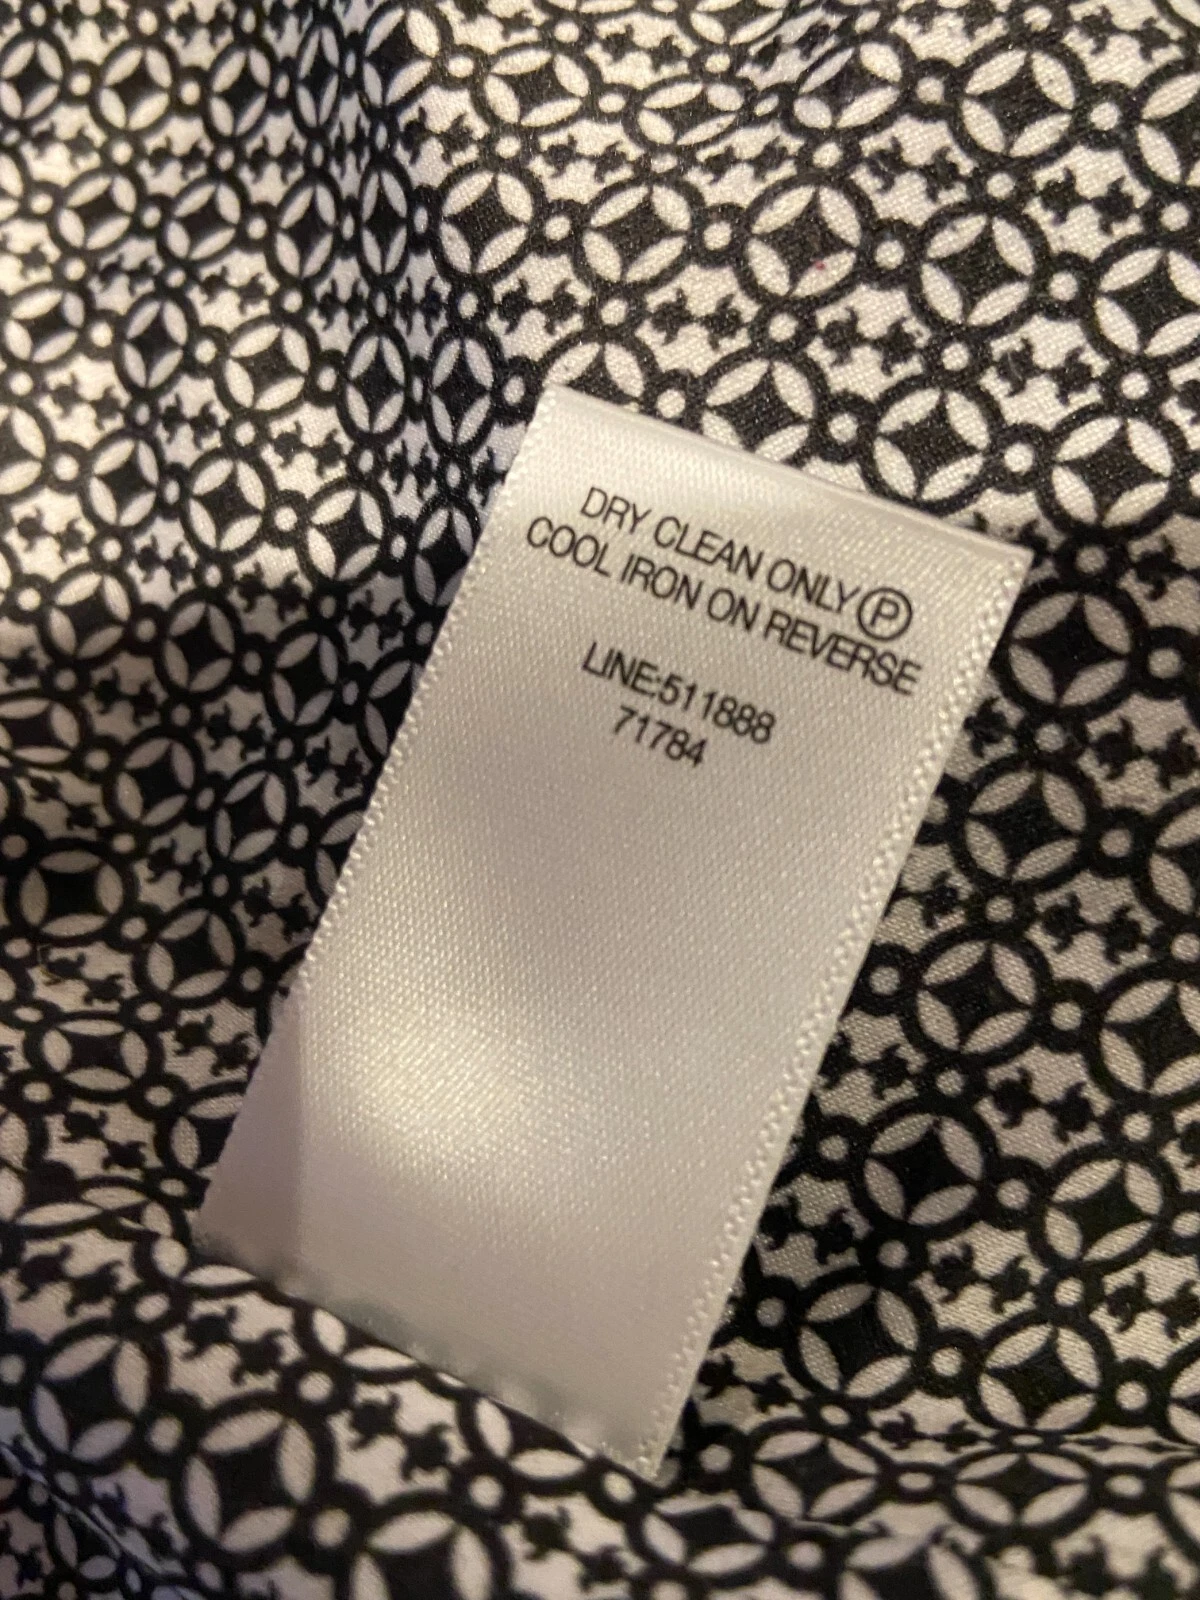 DRY CLEAN ONLY Ⓟ
COOL IRON ON REVERSE
LINE:511888
71784